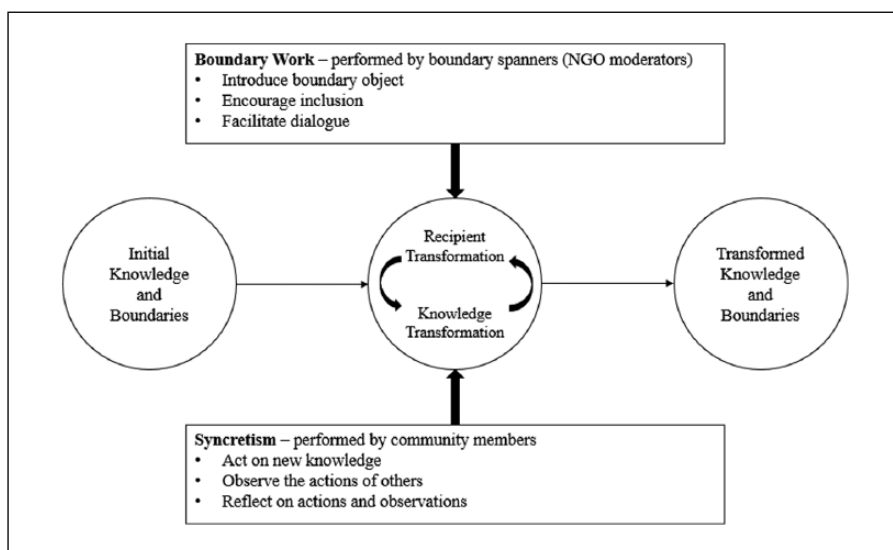 Boundary Work – performed by boundary spanners (NGO moderators)
• Introduce boundary object
• Encourage inclusion
• Facilitate dialogue
Initial
Knowledge
and
Boundaries
Recipient
Transformation
Knowledge
Transformation
Transformed
Knowledge
and
Boundaries
Syncretism – performed by community members
• Act on new knowledge
• Observe the actions of others
• Reflect on actions and observations